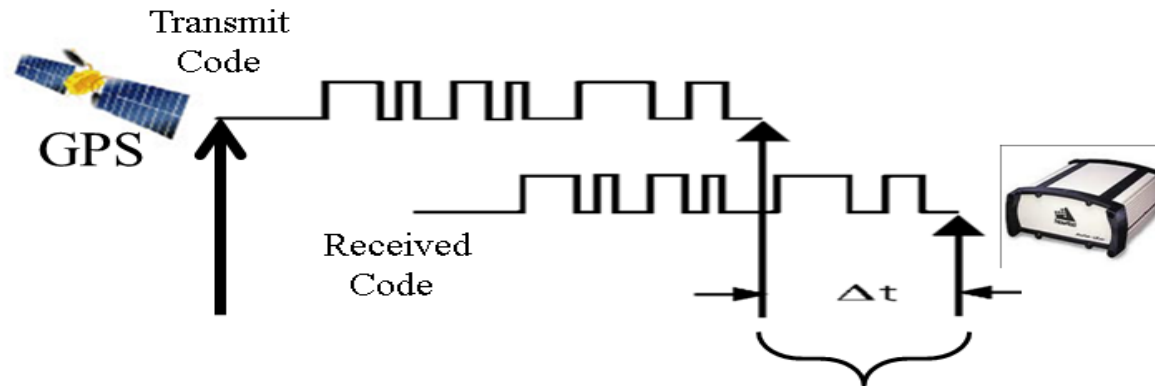 Transmit
Code
GPS
Received
Code
Δt